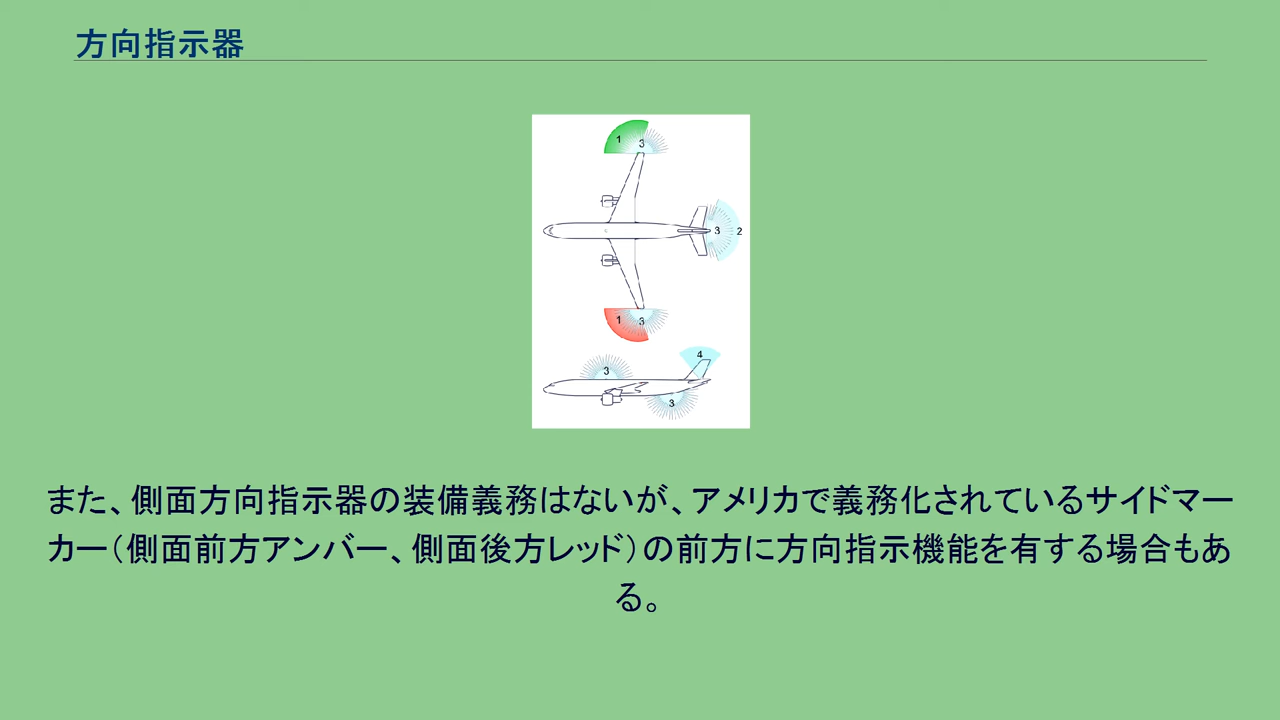 方向指示器
1 3
3 2
1 3
4
3
3
また、側面方向指示器の装備義務はないが、アメリカで義務化されているサイドマー
カー（側面前方アンバー、側面後方レッド）の前方に方向指示機能を有する場合もあ
る。